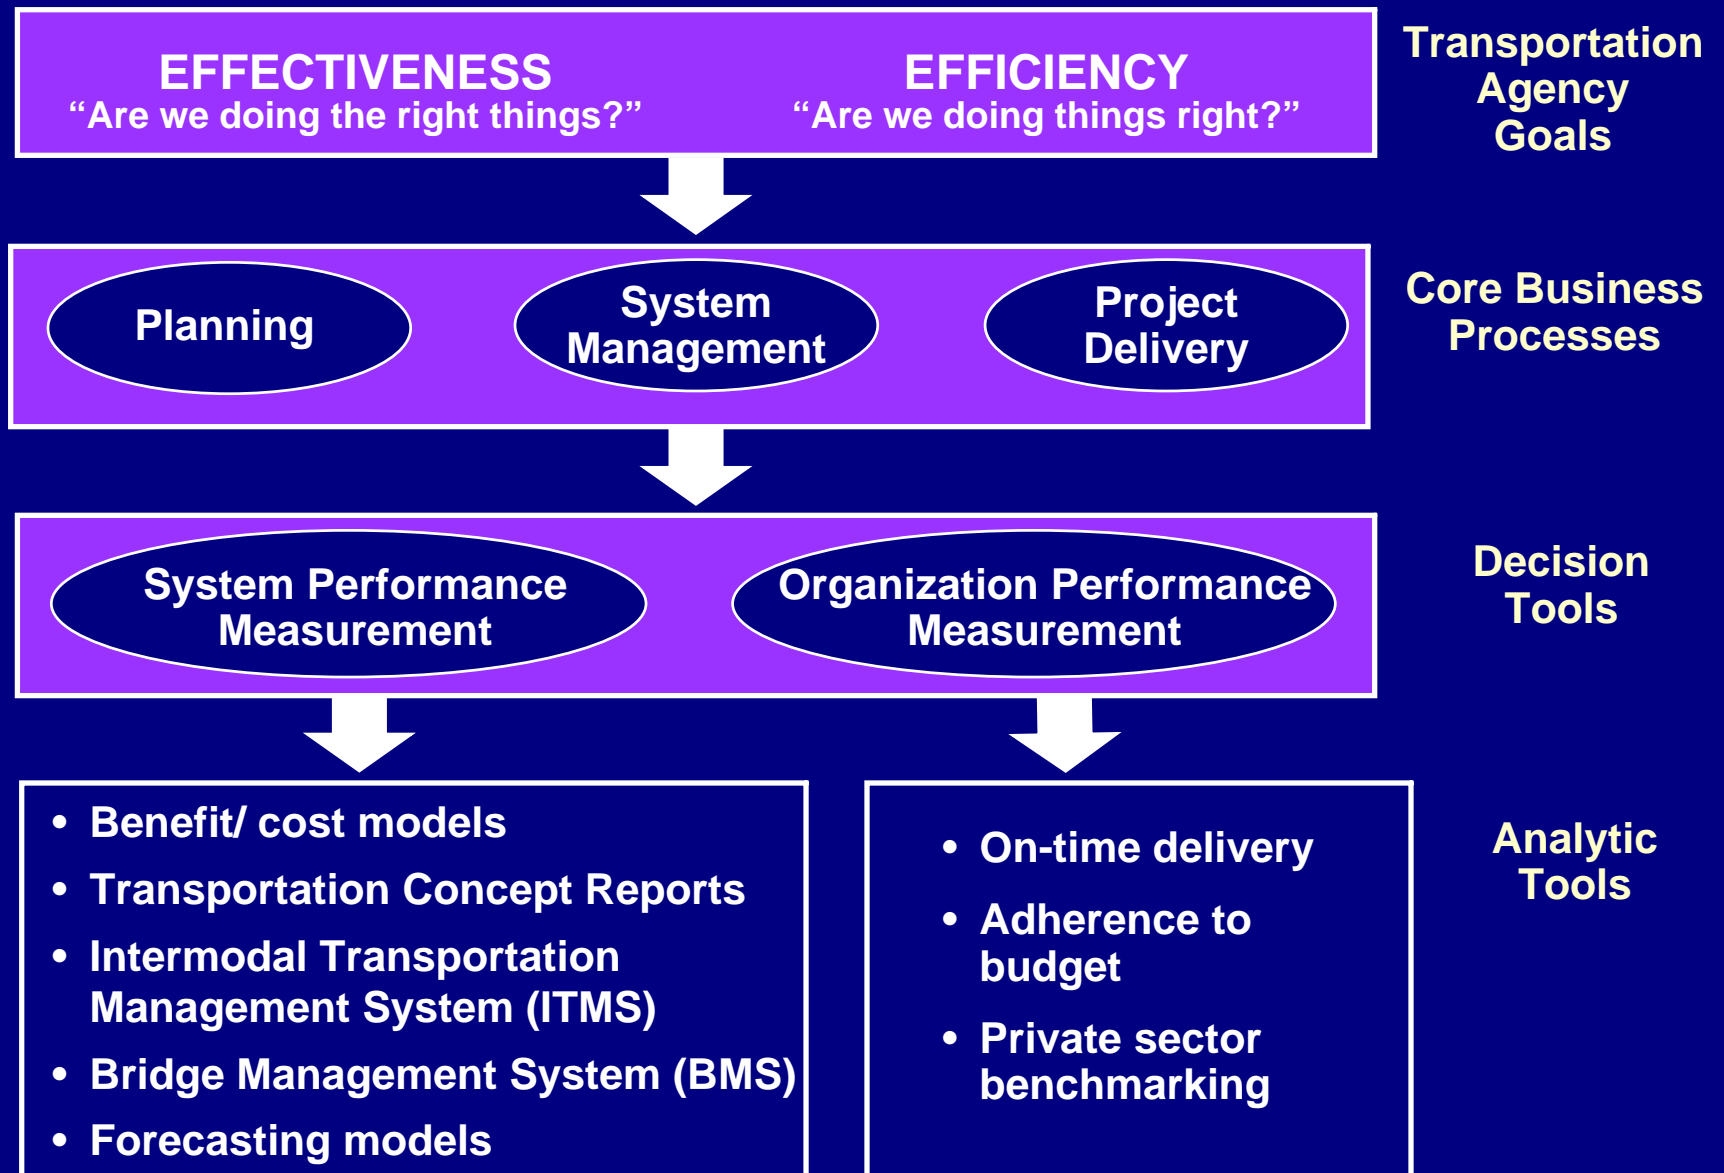 EFFECTIVENESS
“Are we doing the right things?”
EFFICIENCY
“Are we doing things right?”
Transportation
Agency
Goals
Planning
System
Management
Project
Delivery
Core Business
Processes
System Performance
Measurement
Organization Performance
Measurement
Decision
Tools
• Benefit/ cost models
• Transportation Concept Reports
• Intermodal Transportation
Management System (ITMS)
• Bridge Management System (BMS)
• Forecasting models
• On-time delivery
• Adherence to
budget
• Private sector
benchmarking
Analytic
Tools